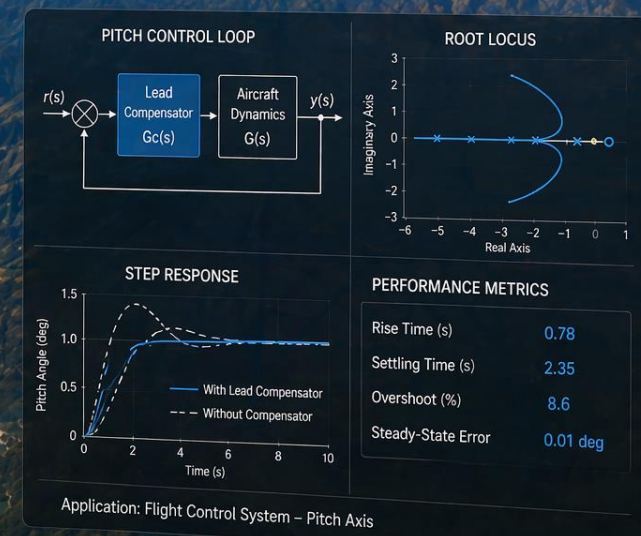 PITCH CONTROL LOOP
r(s)
Lead
Compensator
Gc(s)
Aircraft
Dynamics
G(s)
y(s)
ROOT LOCUS
Imaginary Axis
3
2
1
0
−1
−2
−3
−6
−5
−4
−3
−2
−1
0
1
Real Axis
STEP RESPONSE
Pitch Angle (deg)
1.5
1.0
0.5
0
With Lead Compensator
Without Compensator
0
2
4
6
8
10
Time (s)
PERFORMANCE METRICS
Rise Time (s) 0.78
Settling Time (s) 2.35
Overshoot (%) 8.6
Steady-State Error 0.01 deg
Application: Flight Control System – Pitch Axis